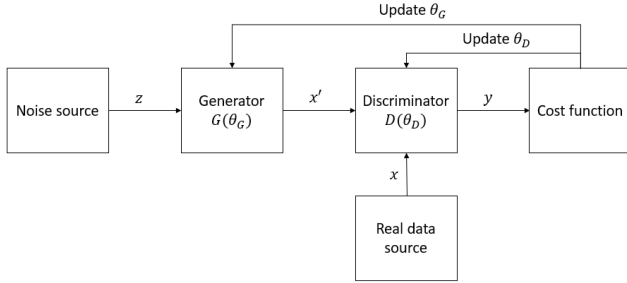 Update θ_G
Update θ_D
Noise source
z
Generator
G(θ_G)
x′
Discriminator
D(θ_D)
y
Cost function
x
Real data
source